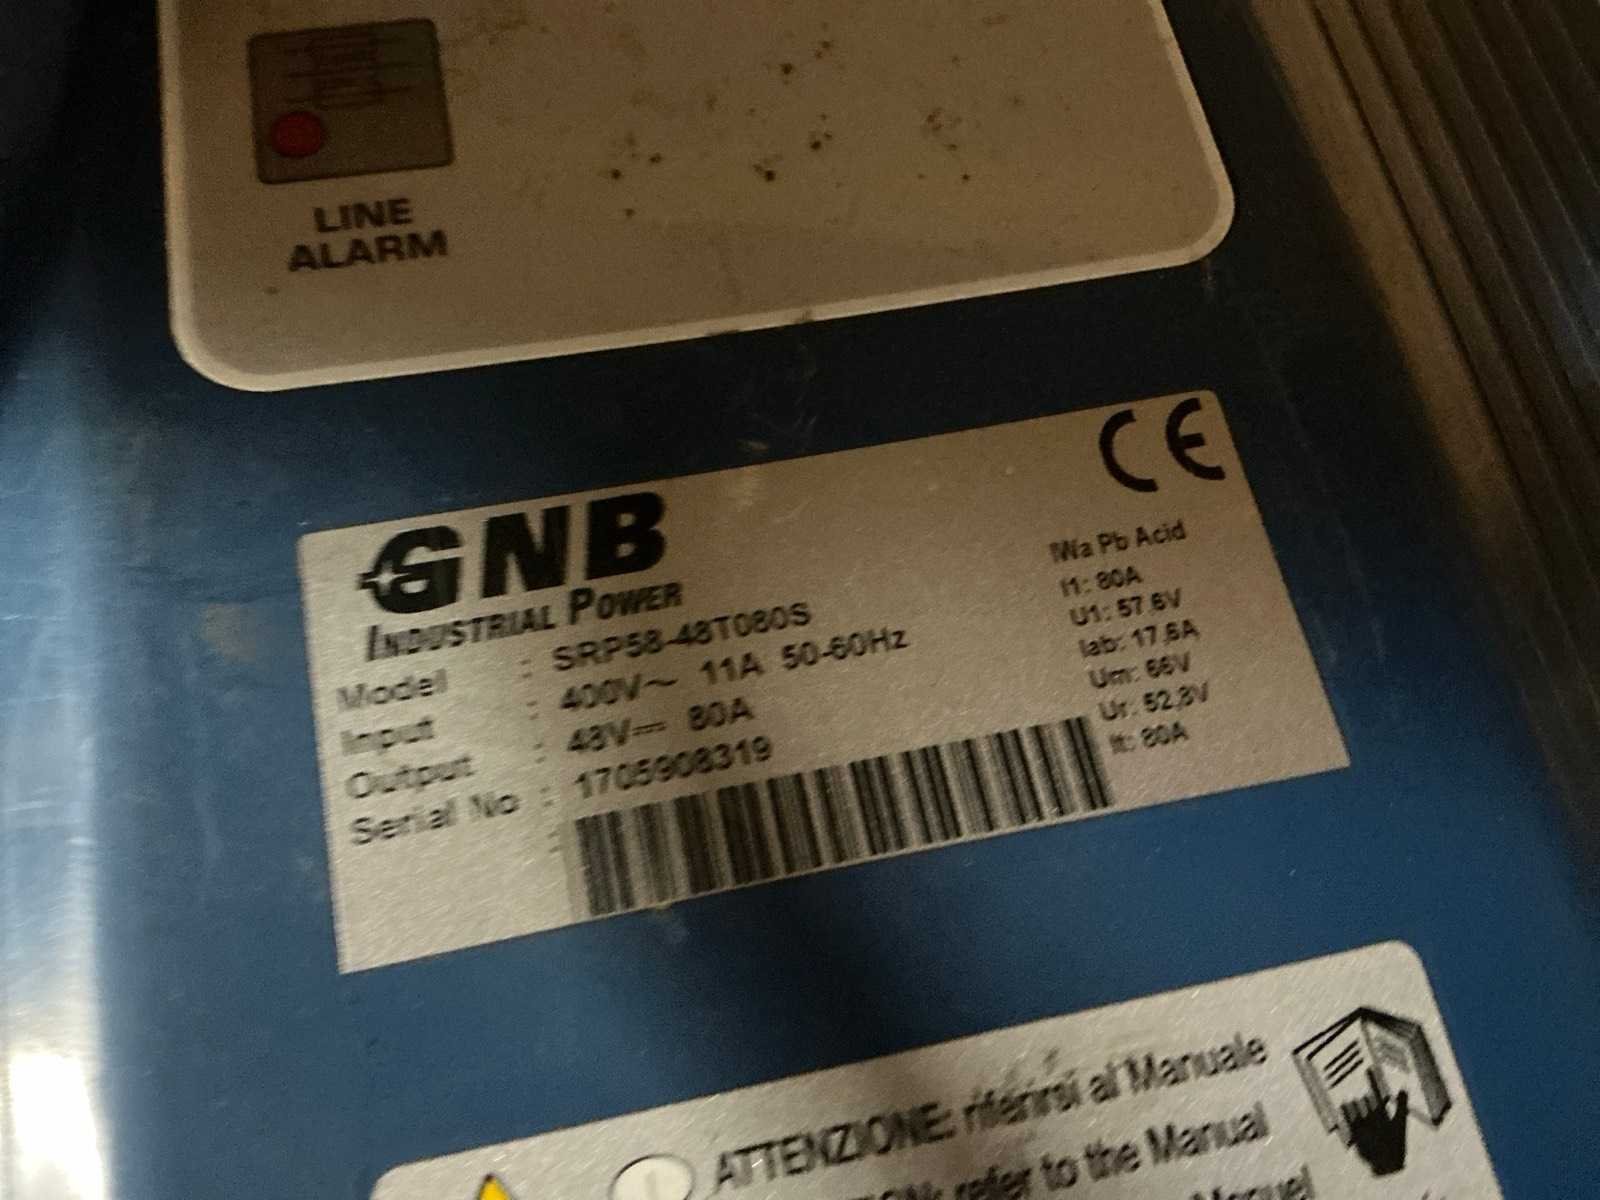 LINE
ALARM
CE
GNB
INDUSTRIAL POWER
Model : SRP58-48T080S
Input : 400V~ 11A 50-60Hz
Output : 48V⎓ 80A
Serial No : 1705908319
:
IWa Pb Acid
I1: 80A
U1: 57,6V
Iab: 17,6A
Um: 66V
Ur: 52,8V
It: 80A
ATTENZIONE: riferirsi al Manuale
refer to the Manual